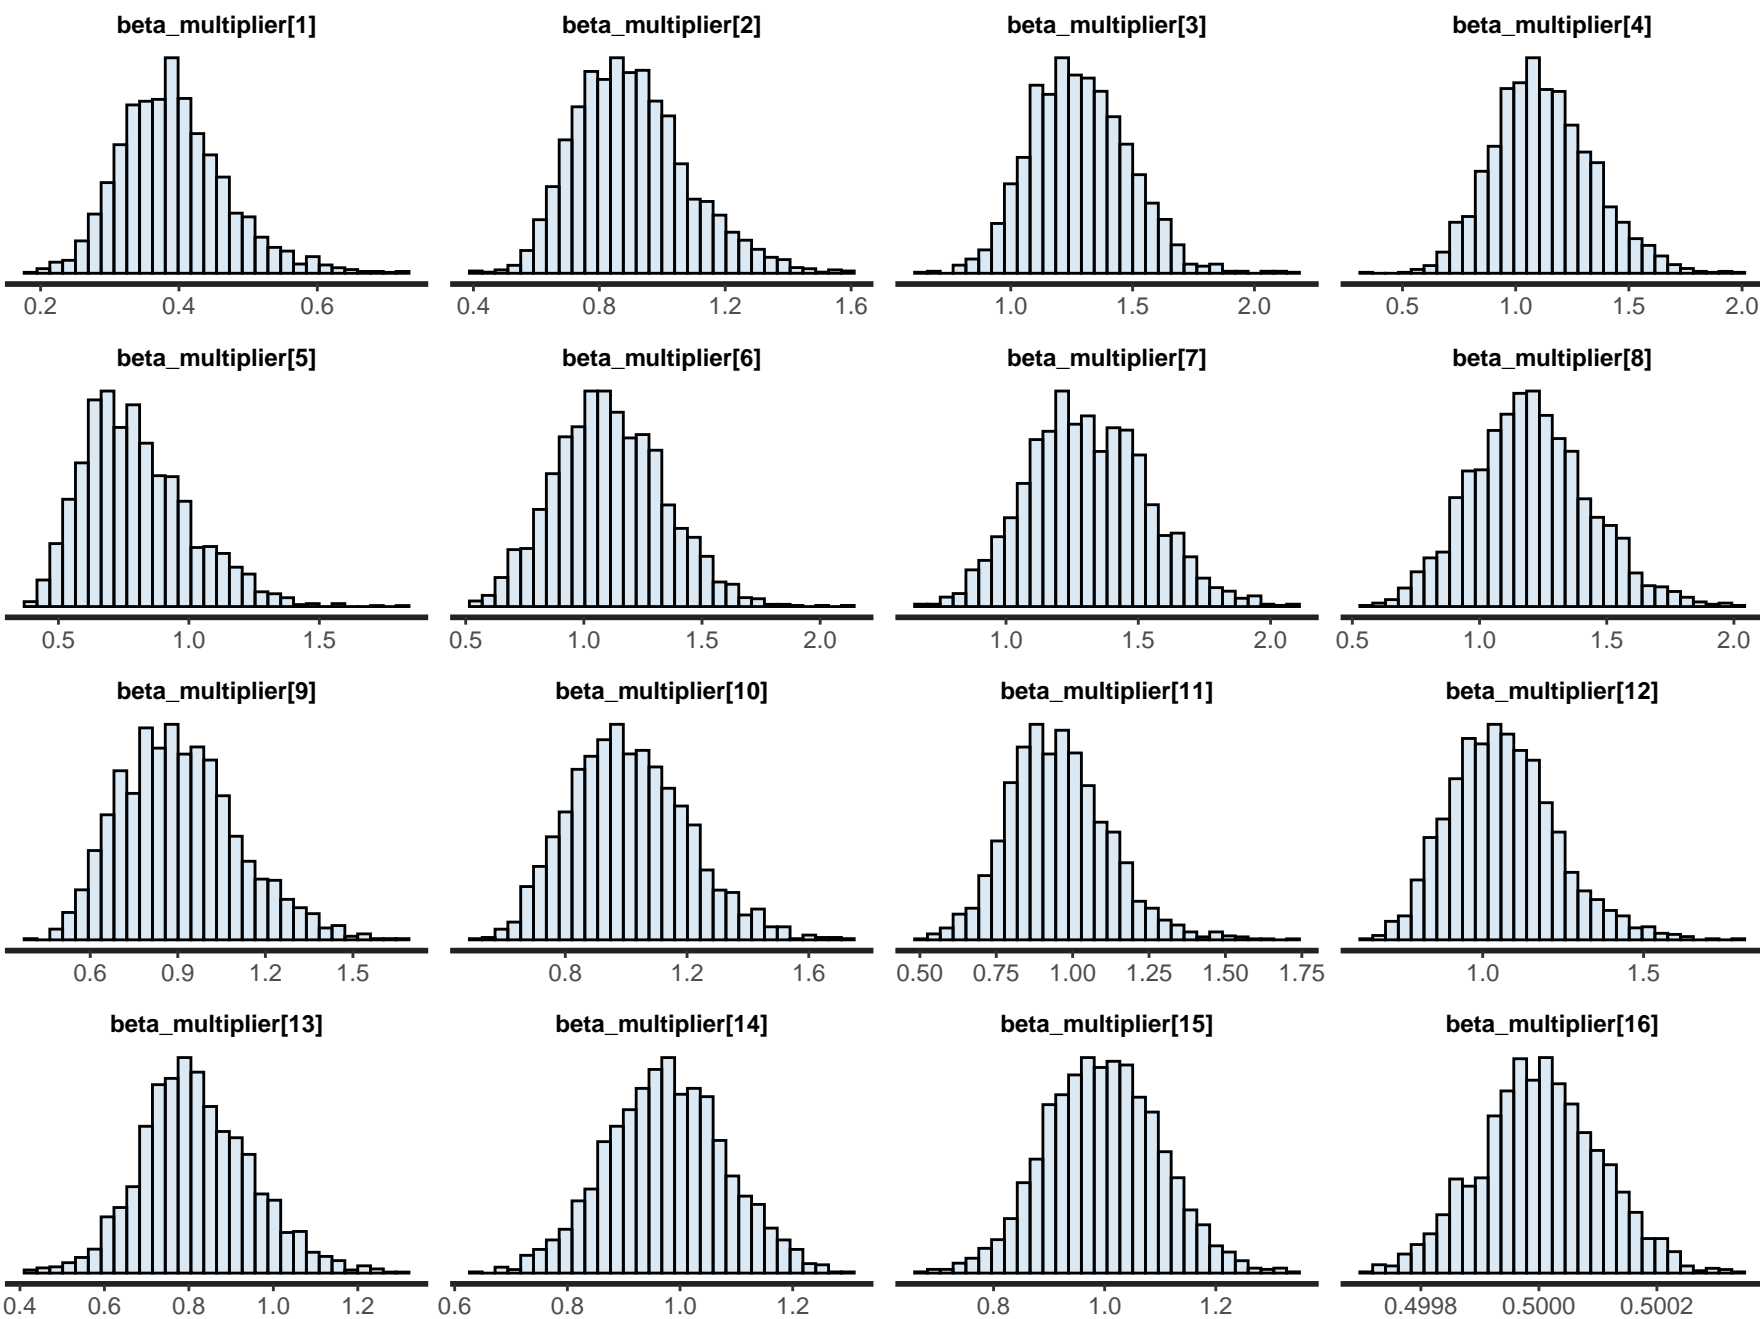 beta_multiplier[1] beta_multiplier[2] beta_multiplier[3] beta_multiplier[4]
0.2 0.4 0.6 0.4 0.8 1.2 1.6 1.0 1.5 2.0 0.5 1.0 1.5 2.0
beta_multiplier[5] beta_multiplier[6] beta_multiplier[7] beta_multiplier[8]
0.5 1.0 1.5 0.5 1.0 1.5 2.0 1.0 1.5 2.0 0.5 1.0 1.5 2.0
beta_multiplier[9] beta_multiplier[10] beta_multiplier[11] beta_multiplier[12]
0.6 0.9 1.2 1.5 0.8 1.2 1.6 0.50 0.75 1.00 1.25 1.50 1.75 1.0 1.5
beta_multiplier[13] beta_multiplier[14] beta_multiplier[15] beta_multiplier[16]
0.4 0.6 0.8 1.0 1.2 0.6 0.8 1.0 1.2 0.8 1.0 1.2 0.4998 0.5000 0.5002